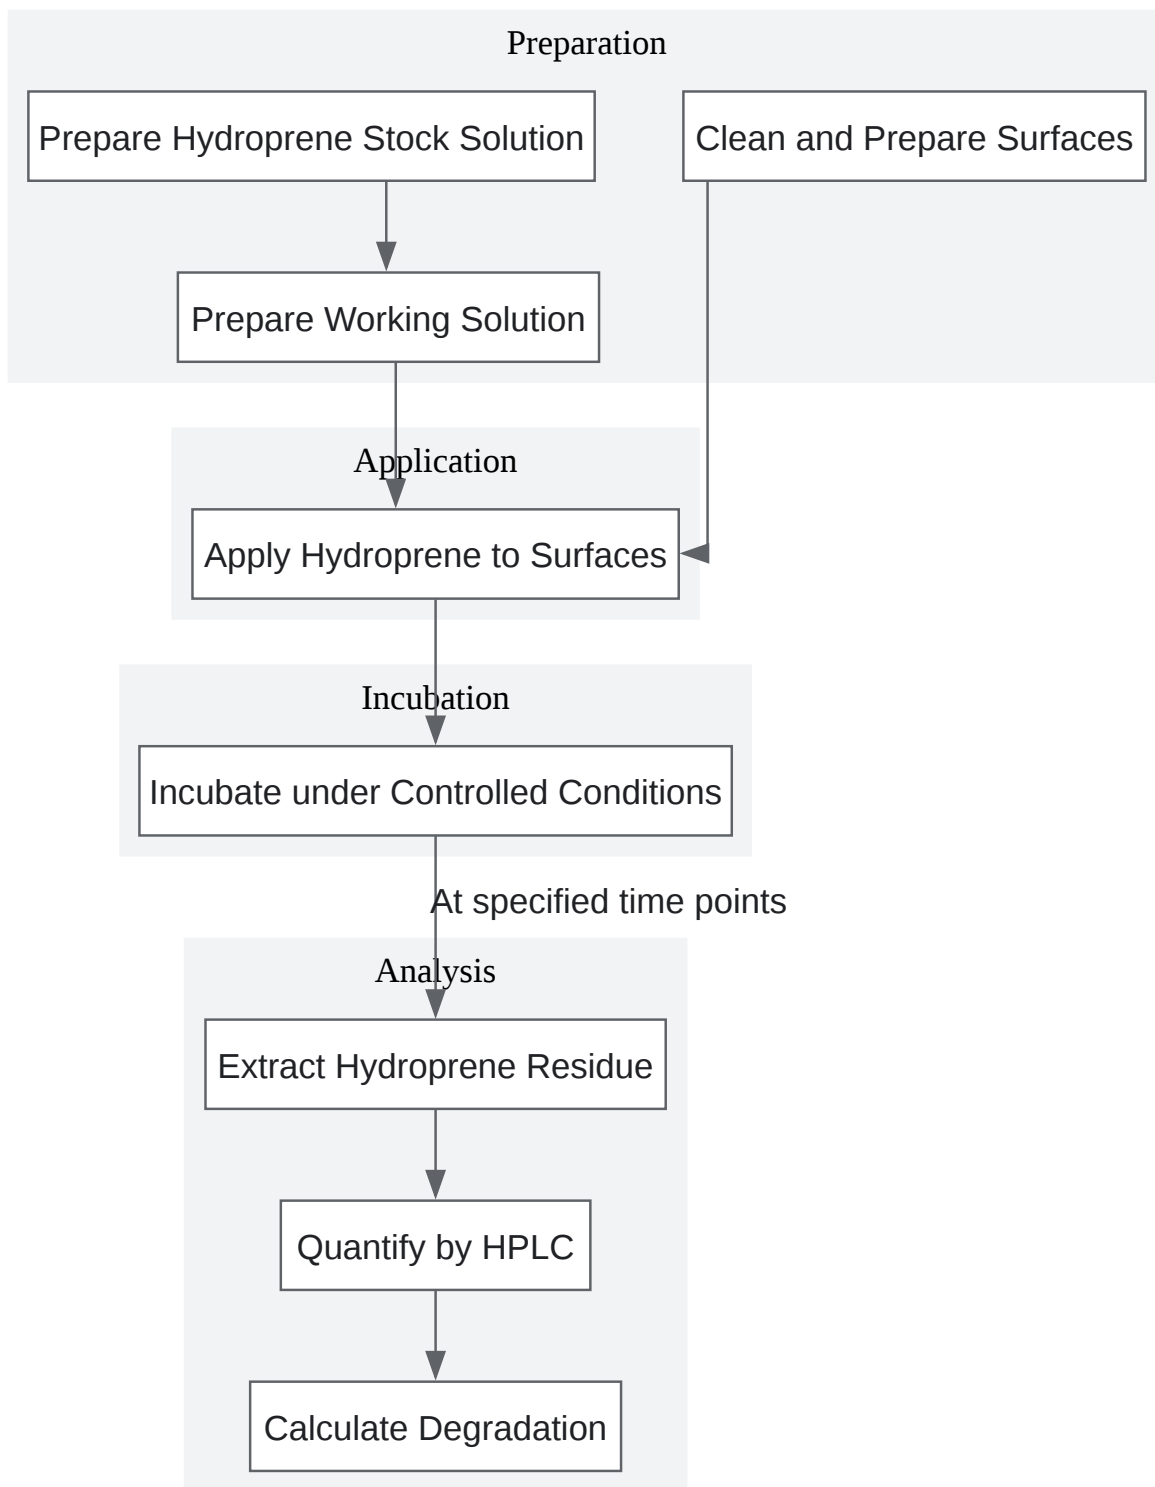 Preparation
Prepare Hydroprene Stock Solution
Clean and Prepare Surfaces
Prepare Working Solution
Application
Apply Hydroprene to Surfaces
Incubation
Incubate under Controlled Conditions
At specified time points
Analysis
Extract Hydroprene Residue
Quantify by HPLC
Calculate Degradation